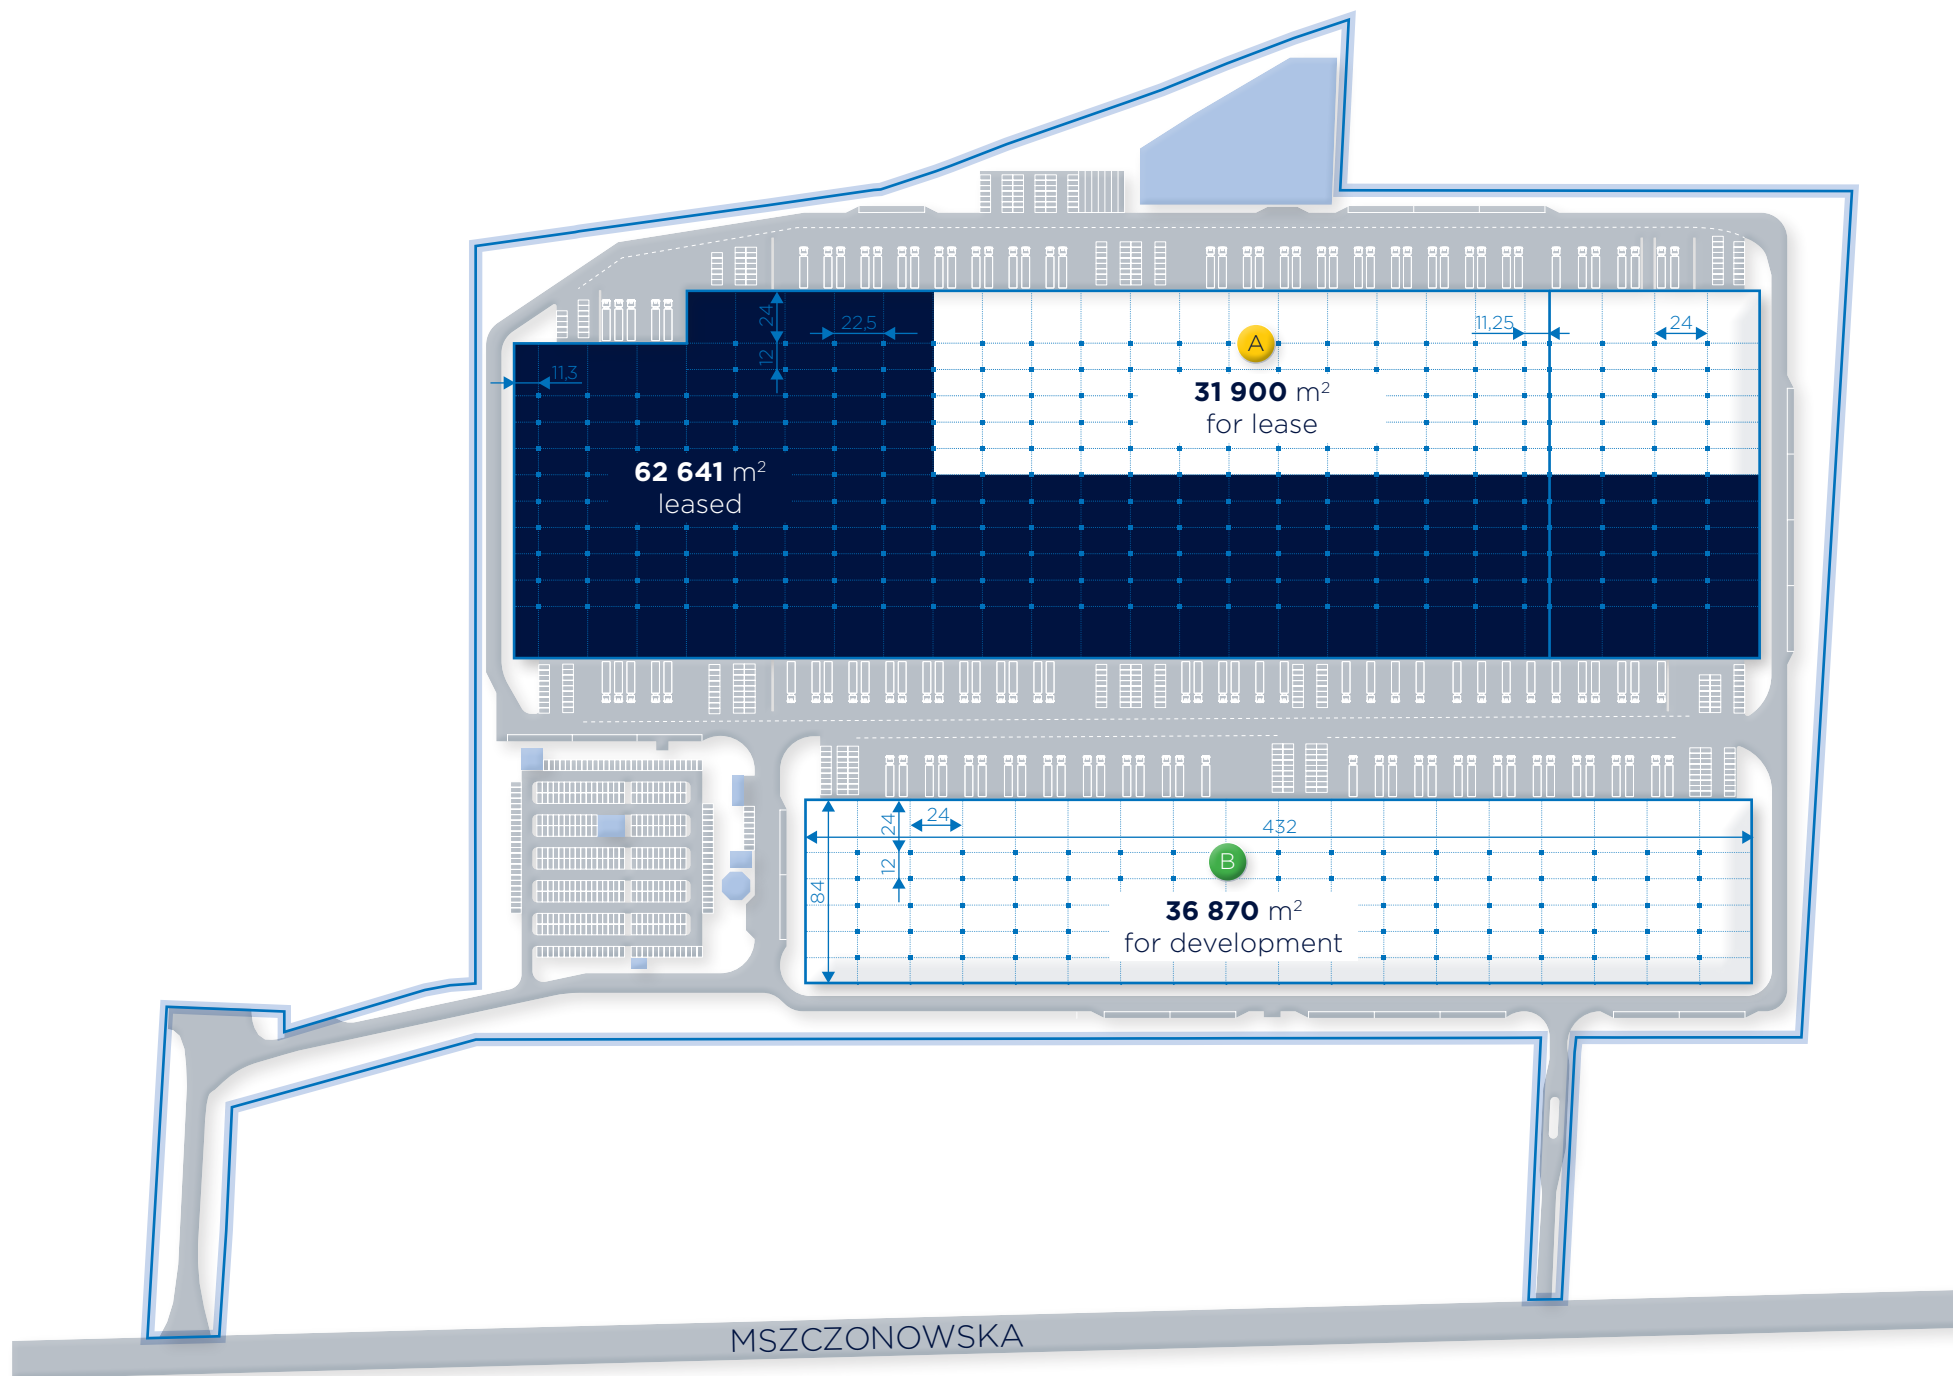 24
22,5
12
11,3
A
11,25
24
31 900 m²
for lease
62 641 m²
leased
24
24
432
12
84
B
36 870 m²
for development
MSZCZONOWSKA